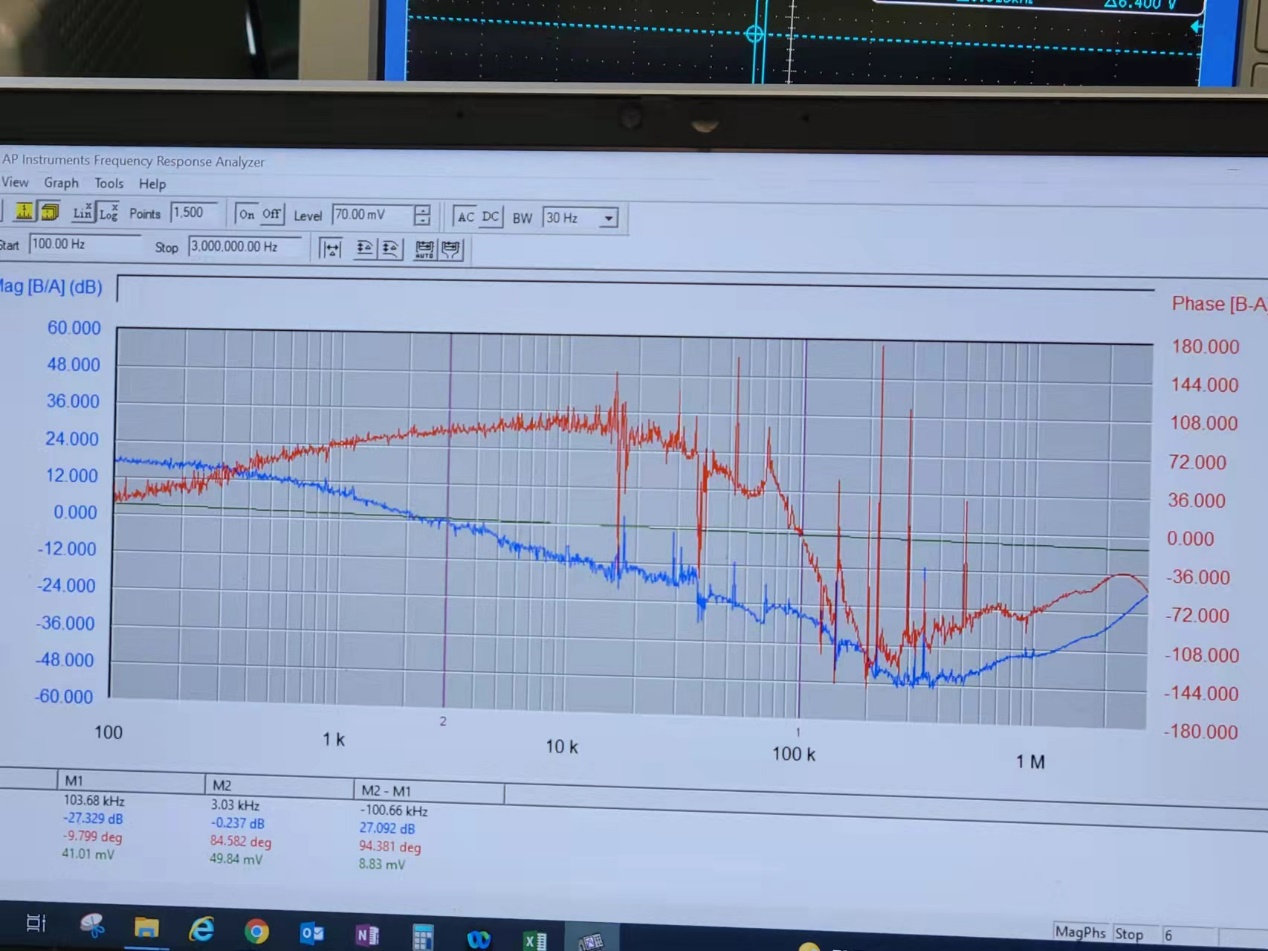 Δ6.400 V
AP Instruments Frequency Response Analyzer
View Graph Tools Help
Lin Log Points 1,500 On Off Level 70.00 mV AC DC BW 30 Hz
Start 100.00 Hz Stop 3,000,000.00 Hz AUTO
Mag [B/A] (dB)
Phase [B-A
60.000
48.000
36.000
24.000
12.000
0.000
-12.000
-24.000
-36.000
-48.000
-60.000
180.000
144.000
108.000
72.000
36.000
0.000
-36.000
-72.000
-108.000
-144.000
-180.000
2 1
100 1 k 10 k 100 k 1 M
M1 M2 M2 - M1
103.68 kHz 3.03 kHz -100.66 kHz
-27.329 dB -0.237 dB 27.092 dB
-9.799 deg 84.582 deg 94.381 deg
41.01 mV 49.84 mV 8.83 mV
MagPhs Stop 6